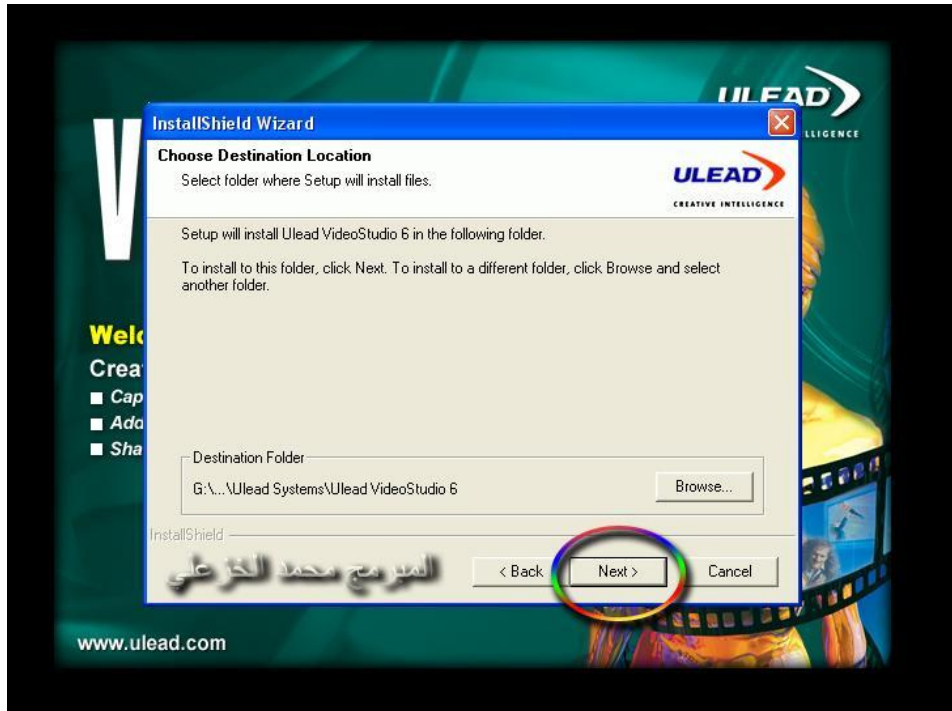 ULEAD
LLIGENCE
InstallShield Wizard
Choose Destination Location
Select folder where Setup will install files.
ULEAD
CREATIVE INTELLIGENCE
Setup will install Ulead VideoStudio 6 in the following folder.
To install to this folder, click Next. To install to a different folder, click Browse and select
another folder.
V
Welc
Crea
Cap
Add
Sha
Destination Folder
G:\...\Ulead Systems\Ulead VideoStudio 6
Browse...
InstallShield
المبرمج محمد الخزعلي
< Back
Next >
Cancel
www.ulead.com